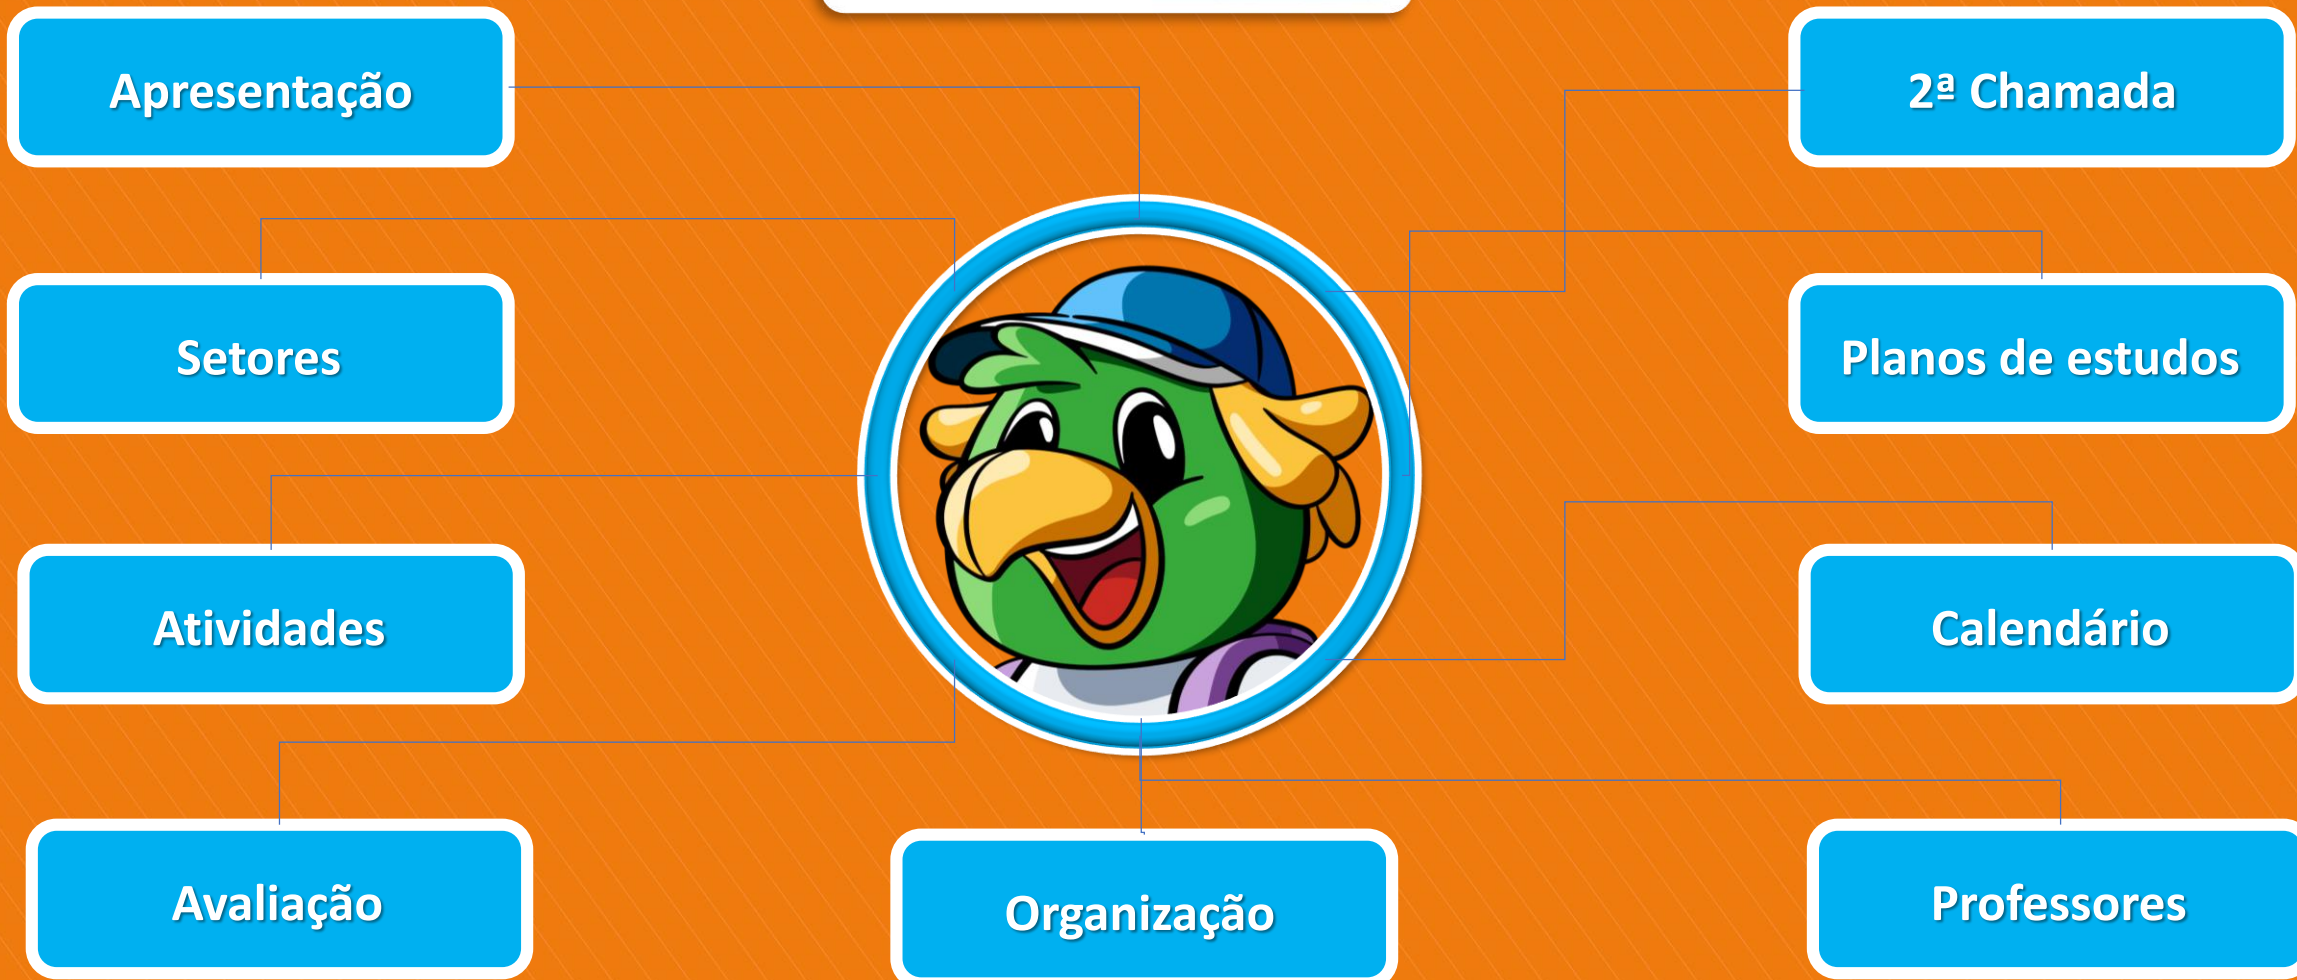 Apresentação
2ª Chamada
Setores
Planos de estudos
Atividades
Calendário
Avaliação
Organização
Professores